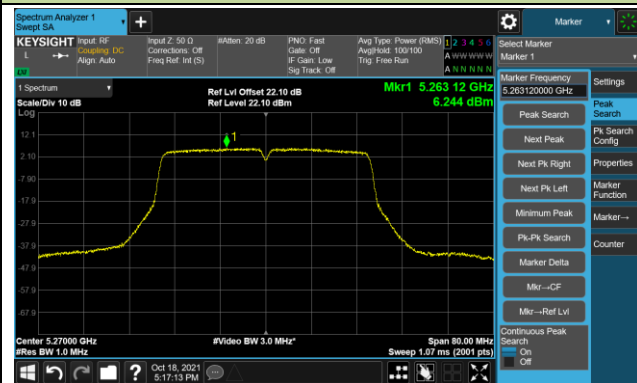 Spectrum Analyzer 1
Swept SA
+
Marker
KEYSIGHT
L
Input: RF
Coupling: DC
Align: Auto
Input Z: 50 Ω
Corrections: Off
Freq Ref: Int (S)
#Atten: 20 dB
PNO: Fast
Gate: Off
IF Gain: Low
Sig Track: Off
Avg Type: Power (RMS)
Avg|Hold: 100/100
Trig: Free Run
1 2 3 4 5 6
A W W W W W
A N N N N N
Select Marker
Marker 1
1 Spectrum
Scale/Div 10 dB
Log
Ref Lvl Offset 22.10 dB
Ref Level 22.10 dBm
Mkr1 5.263 12 GHz
6.244 dBm
1
12.1
2.10
-7.90
-17.9
-27.9
-37.9
-47.9
-57.9
-67.9
Center 5.27000 GHz
#Res BW 1.0 MHz
#Video BW 3.0 MHz*
Span 80.00 MHz
Sweep 1.07 ms (2001 pts)
Marker Frequency
5.263120000 GHz
Peak Search
Next Peak
Next Pk Right
Next Pk Left
Minimum Peak
Pk-Pk Search
Marker Delta
Mkr→CF
Mkr→Ref Lvl
Continuous Peak
Search
On
Off
Settings
Peak
Search
Pk Search
Config
Properties
Marker
Function
Marker→
Counter
?
Oct 18, 2021
5:17:13 PM